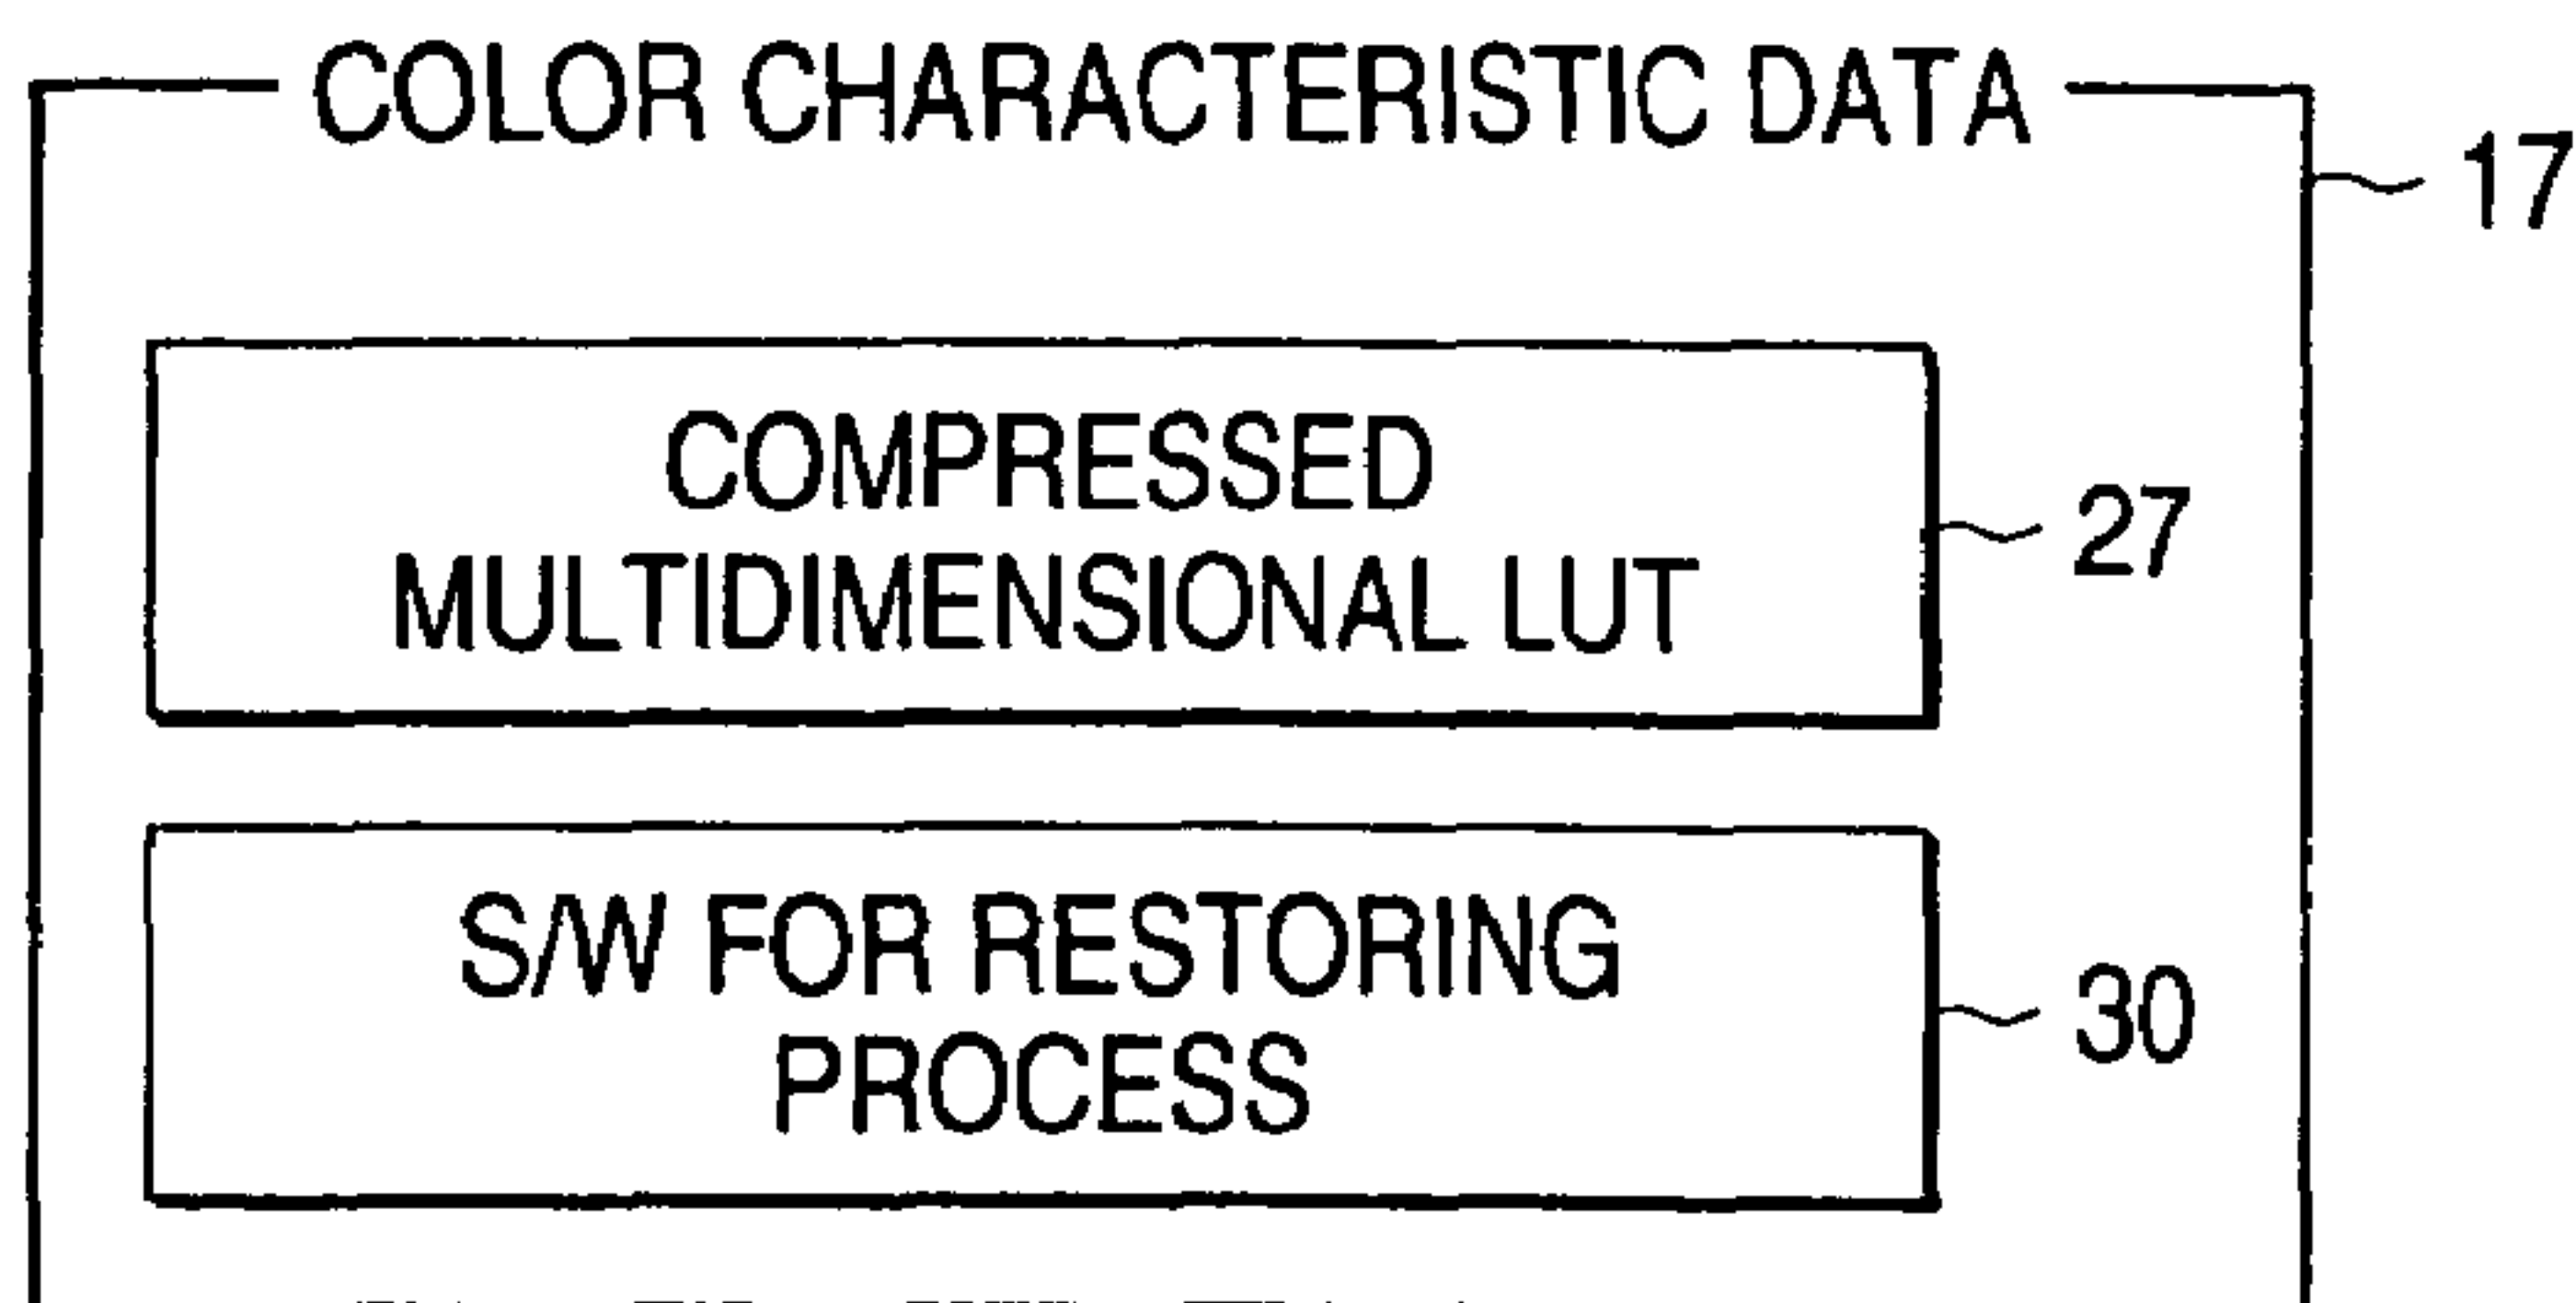 COLOR CHARACTERISTIC DATA
17
COMPRESSED
MULTIDIMENSIONAL LUT
27
S/W FOR RESTORING
PROCESS
30